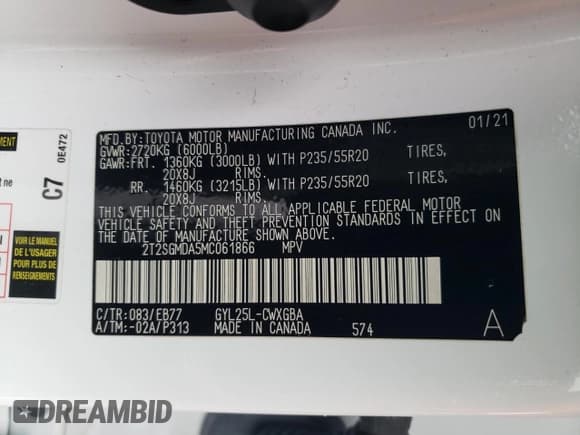 MFD.BY:TOYOTA MOTOR MANUFACTURING CANADA INC. 01/21
GVWR:2720KG (6000LB)
GAWR:FRT. 1360KG (3000LB) WITH P235/55R20 TIRES,
20X8J RIMS.
RR. 1460KG (3215LB) WITH P235/55R20 TIRES,
20X8J RIMS.
THIS VEHICLE CONFORMS TO ALL APPLICABLE FEDERAL MOTOR
VEHICLE SAFETY AND THEFT PREVENTION STANDARDS IN EFFECT ON
THE DATE OF MANUFACTURE SHOWN ABOVE.
2T2SGMDA5MC061866 MPV
C/TR:083/EB77 GYL25L-CWXGBA
A/TM:-02A/P313 MADE IN CANADA 574 A
C7
0E472
t ne
VOIR LE MANUEL
DE L'USAGER
POUR PLUS DE
RENSEIGNEMENTS
DREAMBID